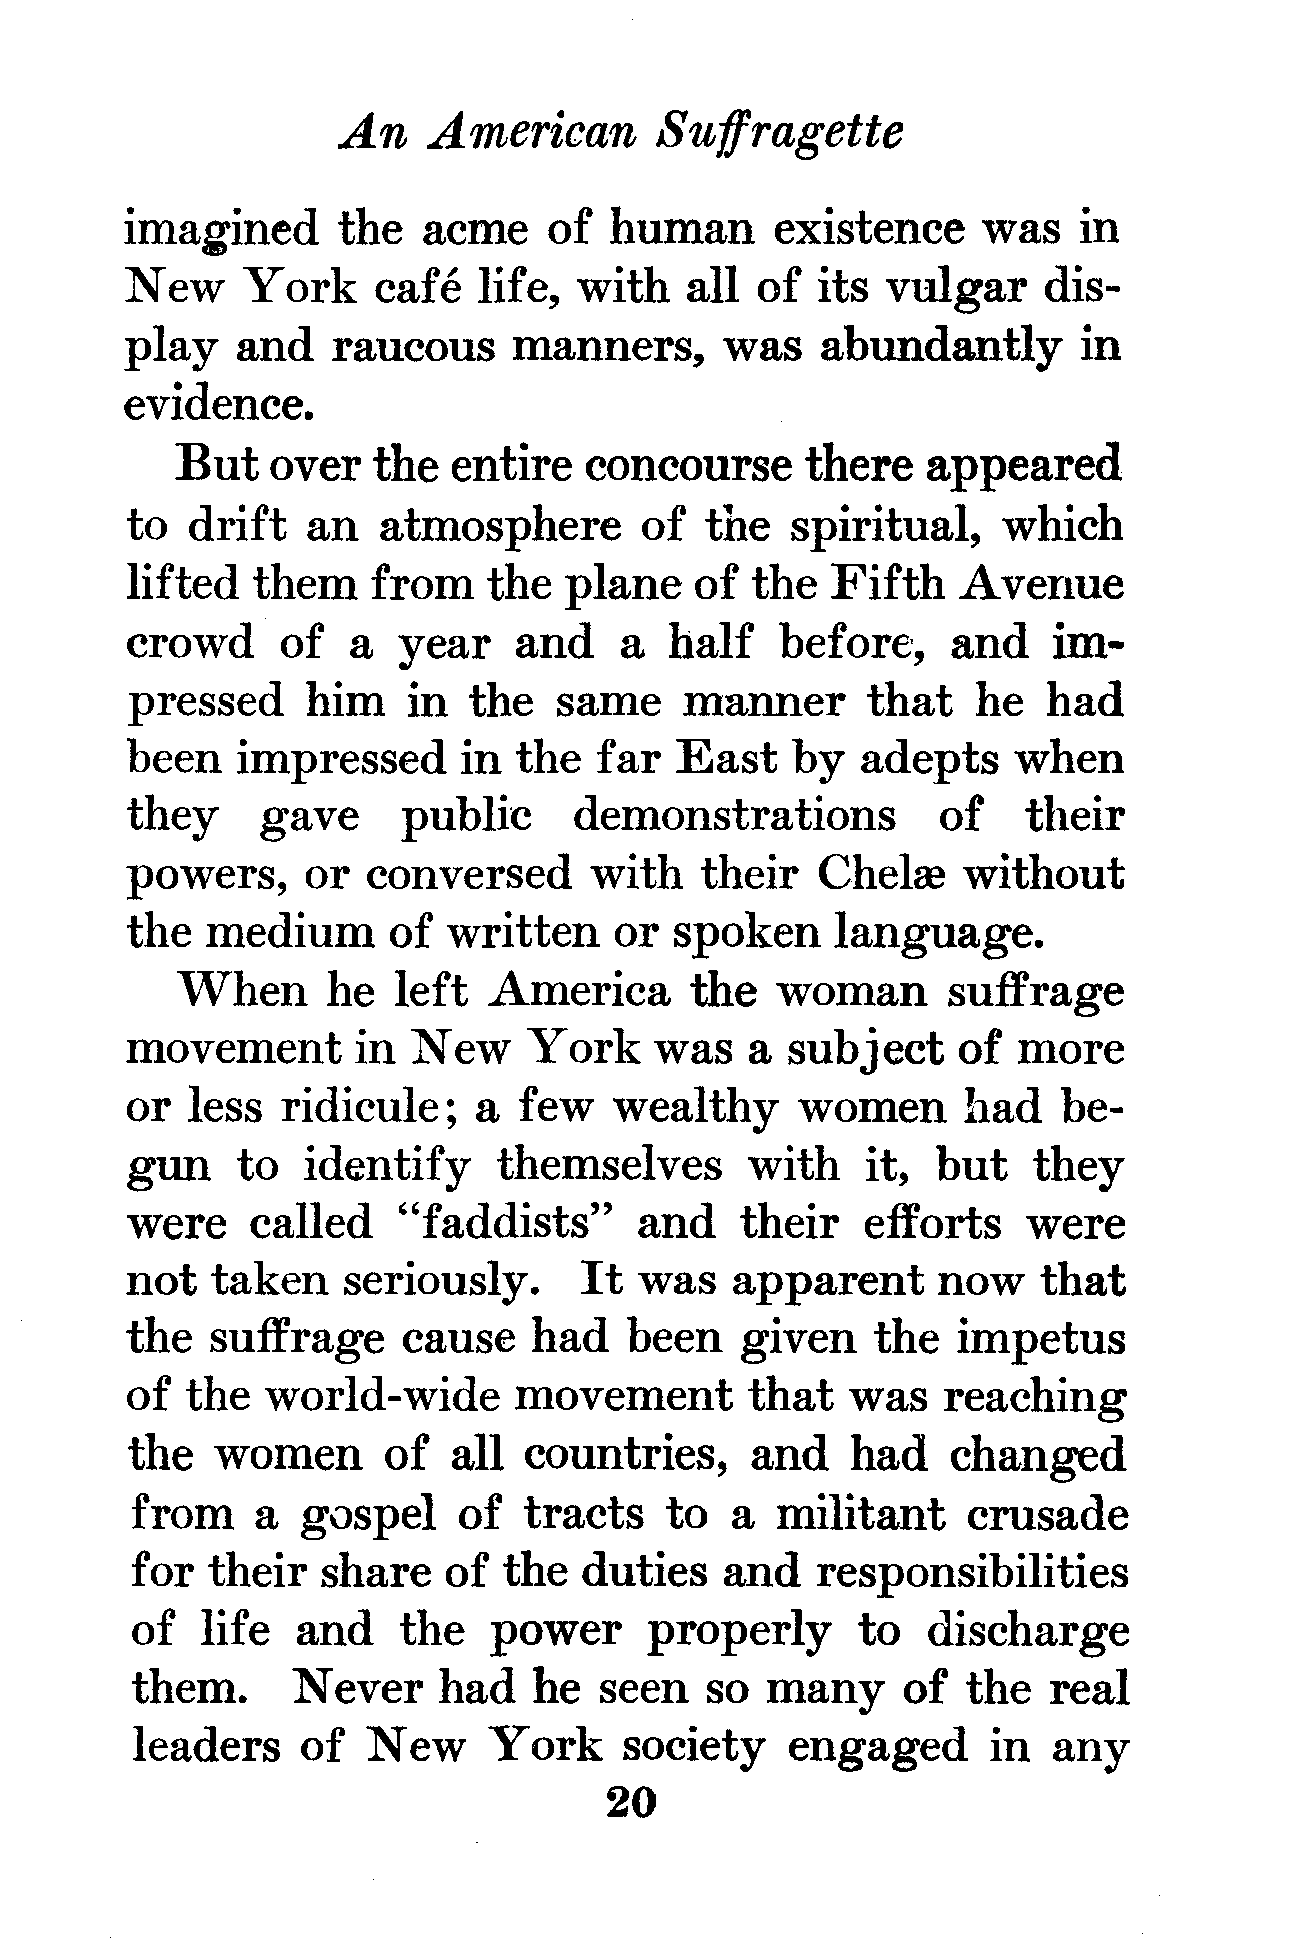 An American Suffragette
imagined the acme of human existence was in
New York café life, with all of its vulgar dis-
play and raucous manners, was abundantly in
evidence.
But over the entire concourse there appeared
to drift an atmosphere of the spiritual, which
lifted them from the plane of the Fifth Avenue
crowd of a year and a half before, and im-
pressed him in the same manner that he had
been impressed in the far East by adepts when
they gave public demonstrations of their
powers, or conversed with their Chelæ without
the medium of written or spoken language.
When he left America the woman suffrage
movement in New York was a subject of more
or less ridicule; a few wealthy women had be-
gun to identify themselves with it, but they
were called “faddists” and their efforts were
not taken seriously. It was apparent now that
the suffrage cause had been given the impetus
of the world-wide movement that was reaching
the women of all countries, and had changed
from a gospel of tracts to a militant crusade
for their share of the duties and responsibilities
of life and the power properly to discharge
them. Never had he seen so many of the real
leaders of New York society engaged in any
20